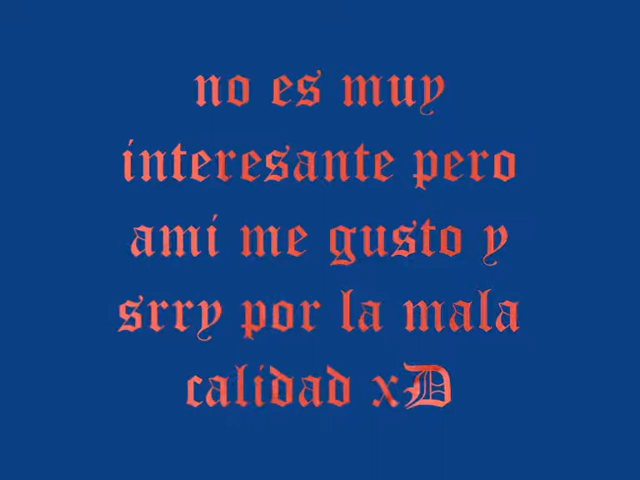 no es muy
interesante pero
ami me gusto y
srry por la mala
calidad xD